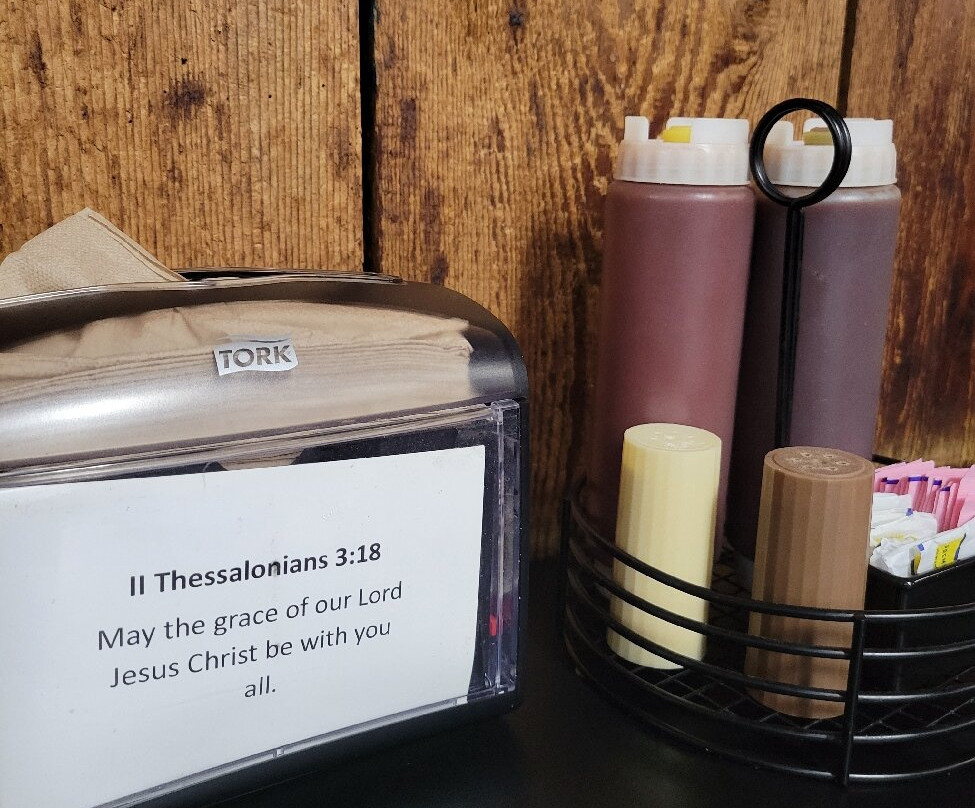 TORK
II Thessalonians 3:18
May the grace of our Lord
Jesus Christ be with you
all.